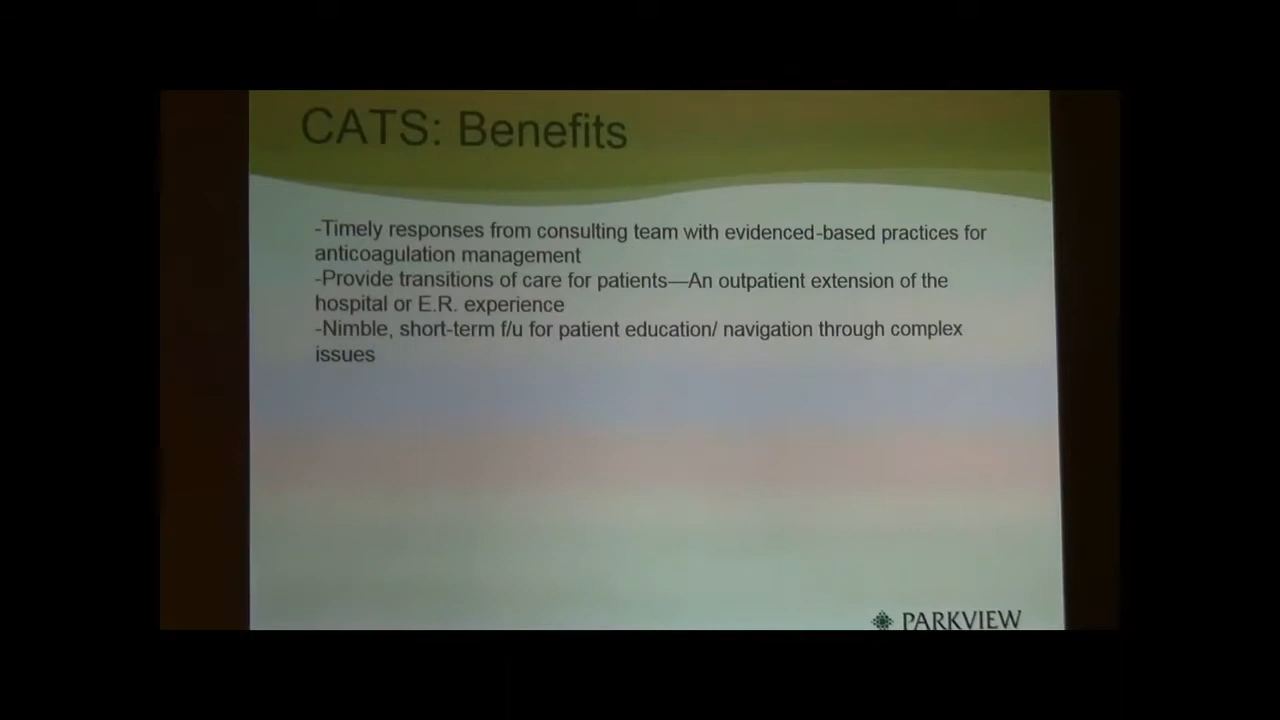 CATS: Benefits
-Timely responses from consulting team with evidenced-based practices for
anticoagulation management
-Provide transitions of care for patients—An outpatient extension of the
hospital or E.R. experience
-Nimble, short-term f/u for patient education/ navigation through complex
issues
PARKVIEW